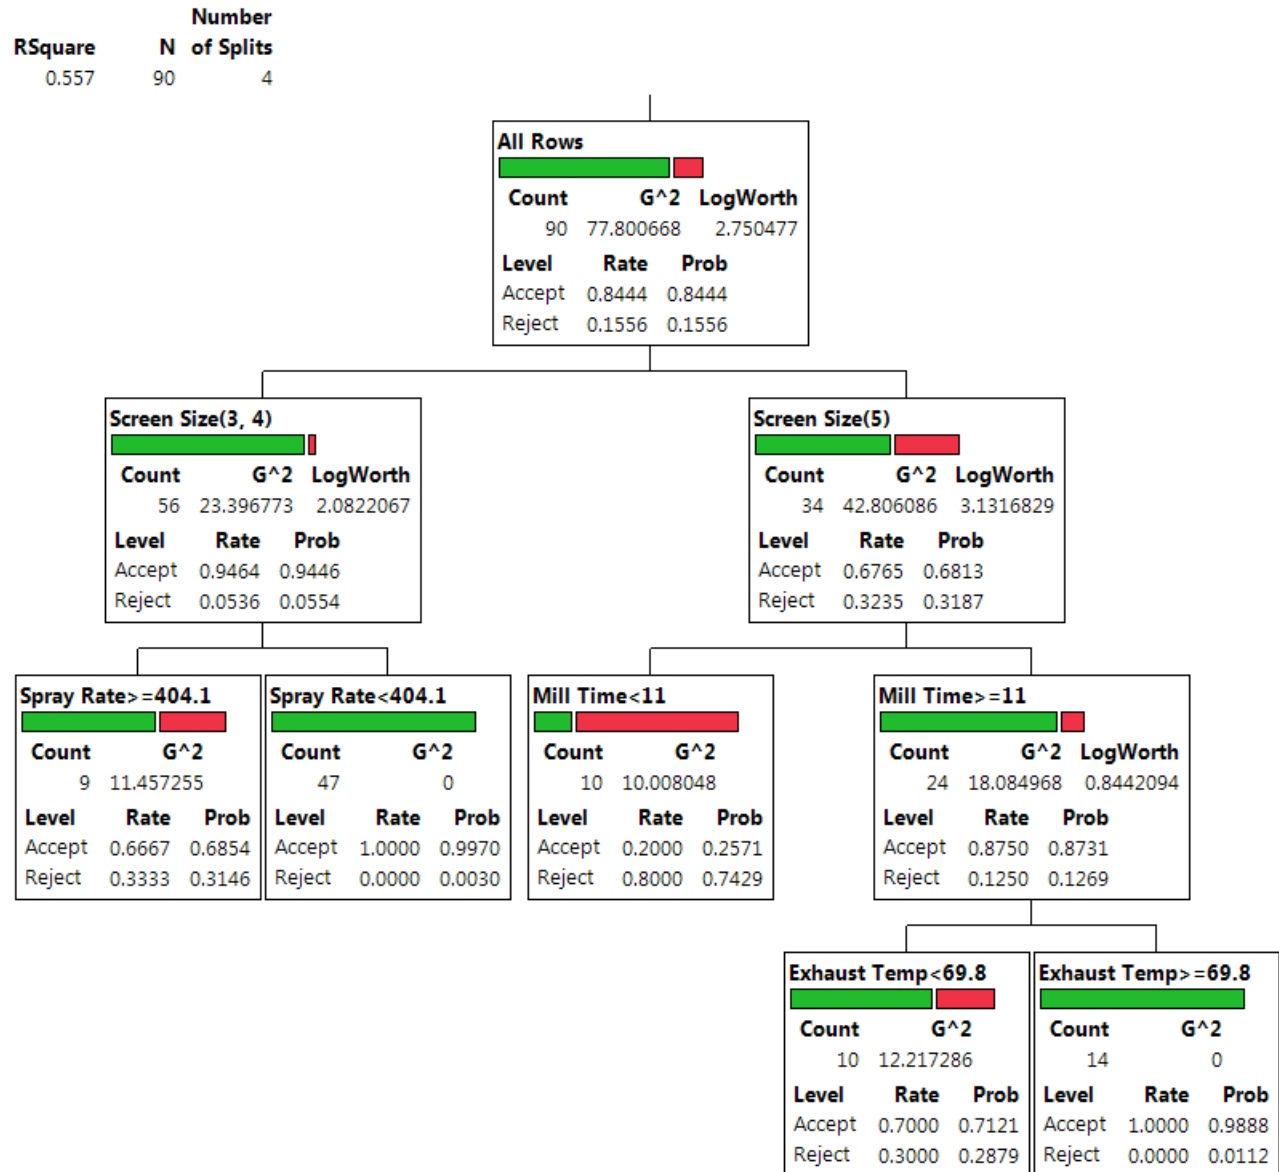 Number
RSquare N of Splits
0.557 90 4
All Rows
Count G^2 LogWorth
90 77.800668 2.750477
Level Rate Prob
Accept 0.8444 0.8444
Reject 0.1556 0.1556
Screen Size(3, 4)
Count G^2 LogWorth
56 23.396773 2.0822067
Level Rate Prob
Accept 0.9464 0.9446
Reject 0.0536 0.0554
Screen Size(5)
Count G^2 LogWorth
34 42.806086 3.1316829
Level Rate Prob
Accept 0.6765 0.6813
Reject 0.3235 0.3187
Spray Rate>=404.1
Count G^2
9 11.457255
Level Rate Prob
Accept 0.6667 0.6854
Reject 0.3333 0.3146
Spray Rate<404.1
Count G^2
47 0
Level Rate Prob
Accept 1.0000 0.9970
Reject 0.0000 0.0030
Mill Time<11
Count G^2
10 10.008048
Level Rate Prob
Accept 0.2000 0.2571
Reject 0.8000 0.7429
Mill Time>=11
Count G^2 LogWorth
24 18.084968 0.8442094
Level Rate Prob
Accept 0.8750 0.8731
Reject 0.1250 0.1269
Exhaust Temp<69.8
Count G^2
10 12.217286
Level Rate Prob
Accept 0.7000 0.7121
Reject 0.3000 0.2879
Exhaust Temp>=69.8
Count G^2
14 0
Level Rate Prob
Accept 1.0000 0.9888
Reject 0.0000 0.0112